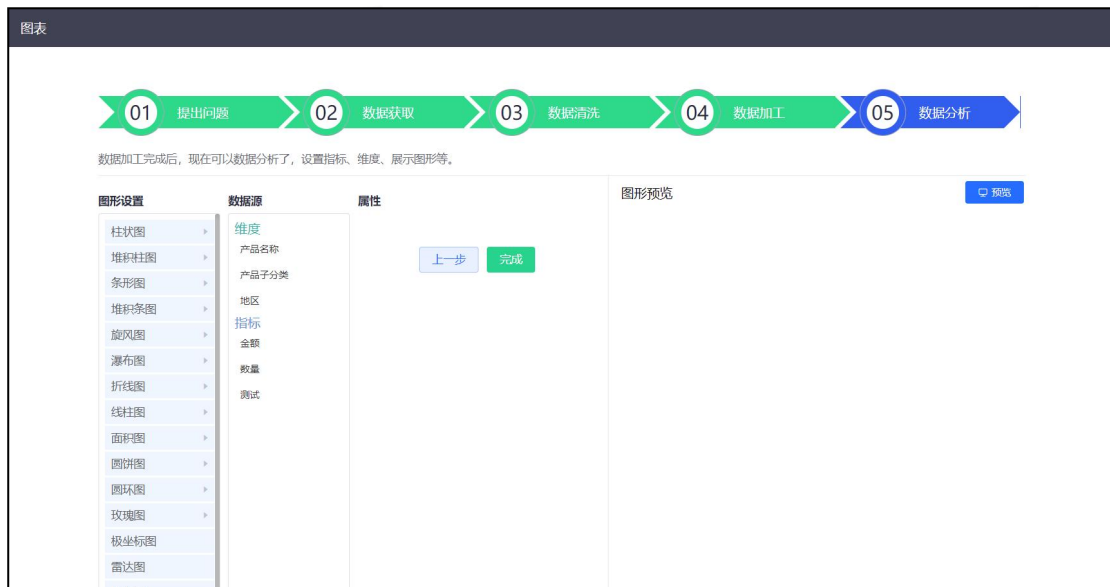 图表
01 提出问题 02 数据获取 03 数据清洗 04 数据加工 05 数据分析
数据加工完成后，现在可以数据分析了，设置指标、维度、展示图形等。
图形设置
柱状图
堆积柱图
条形图
堆积条图
旋风图
瀑布图
折线图
线柱图
面积图
圆饼图
圆环图
玫瑰图
极坐标图
雷达图
数据源
维度
产品名称
产品子分类
地区
指标
金额
数量
测试
属性
上一步 完成
图形预览
预览